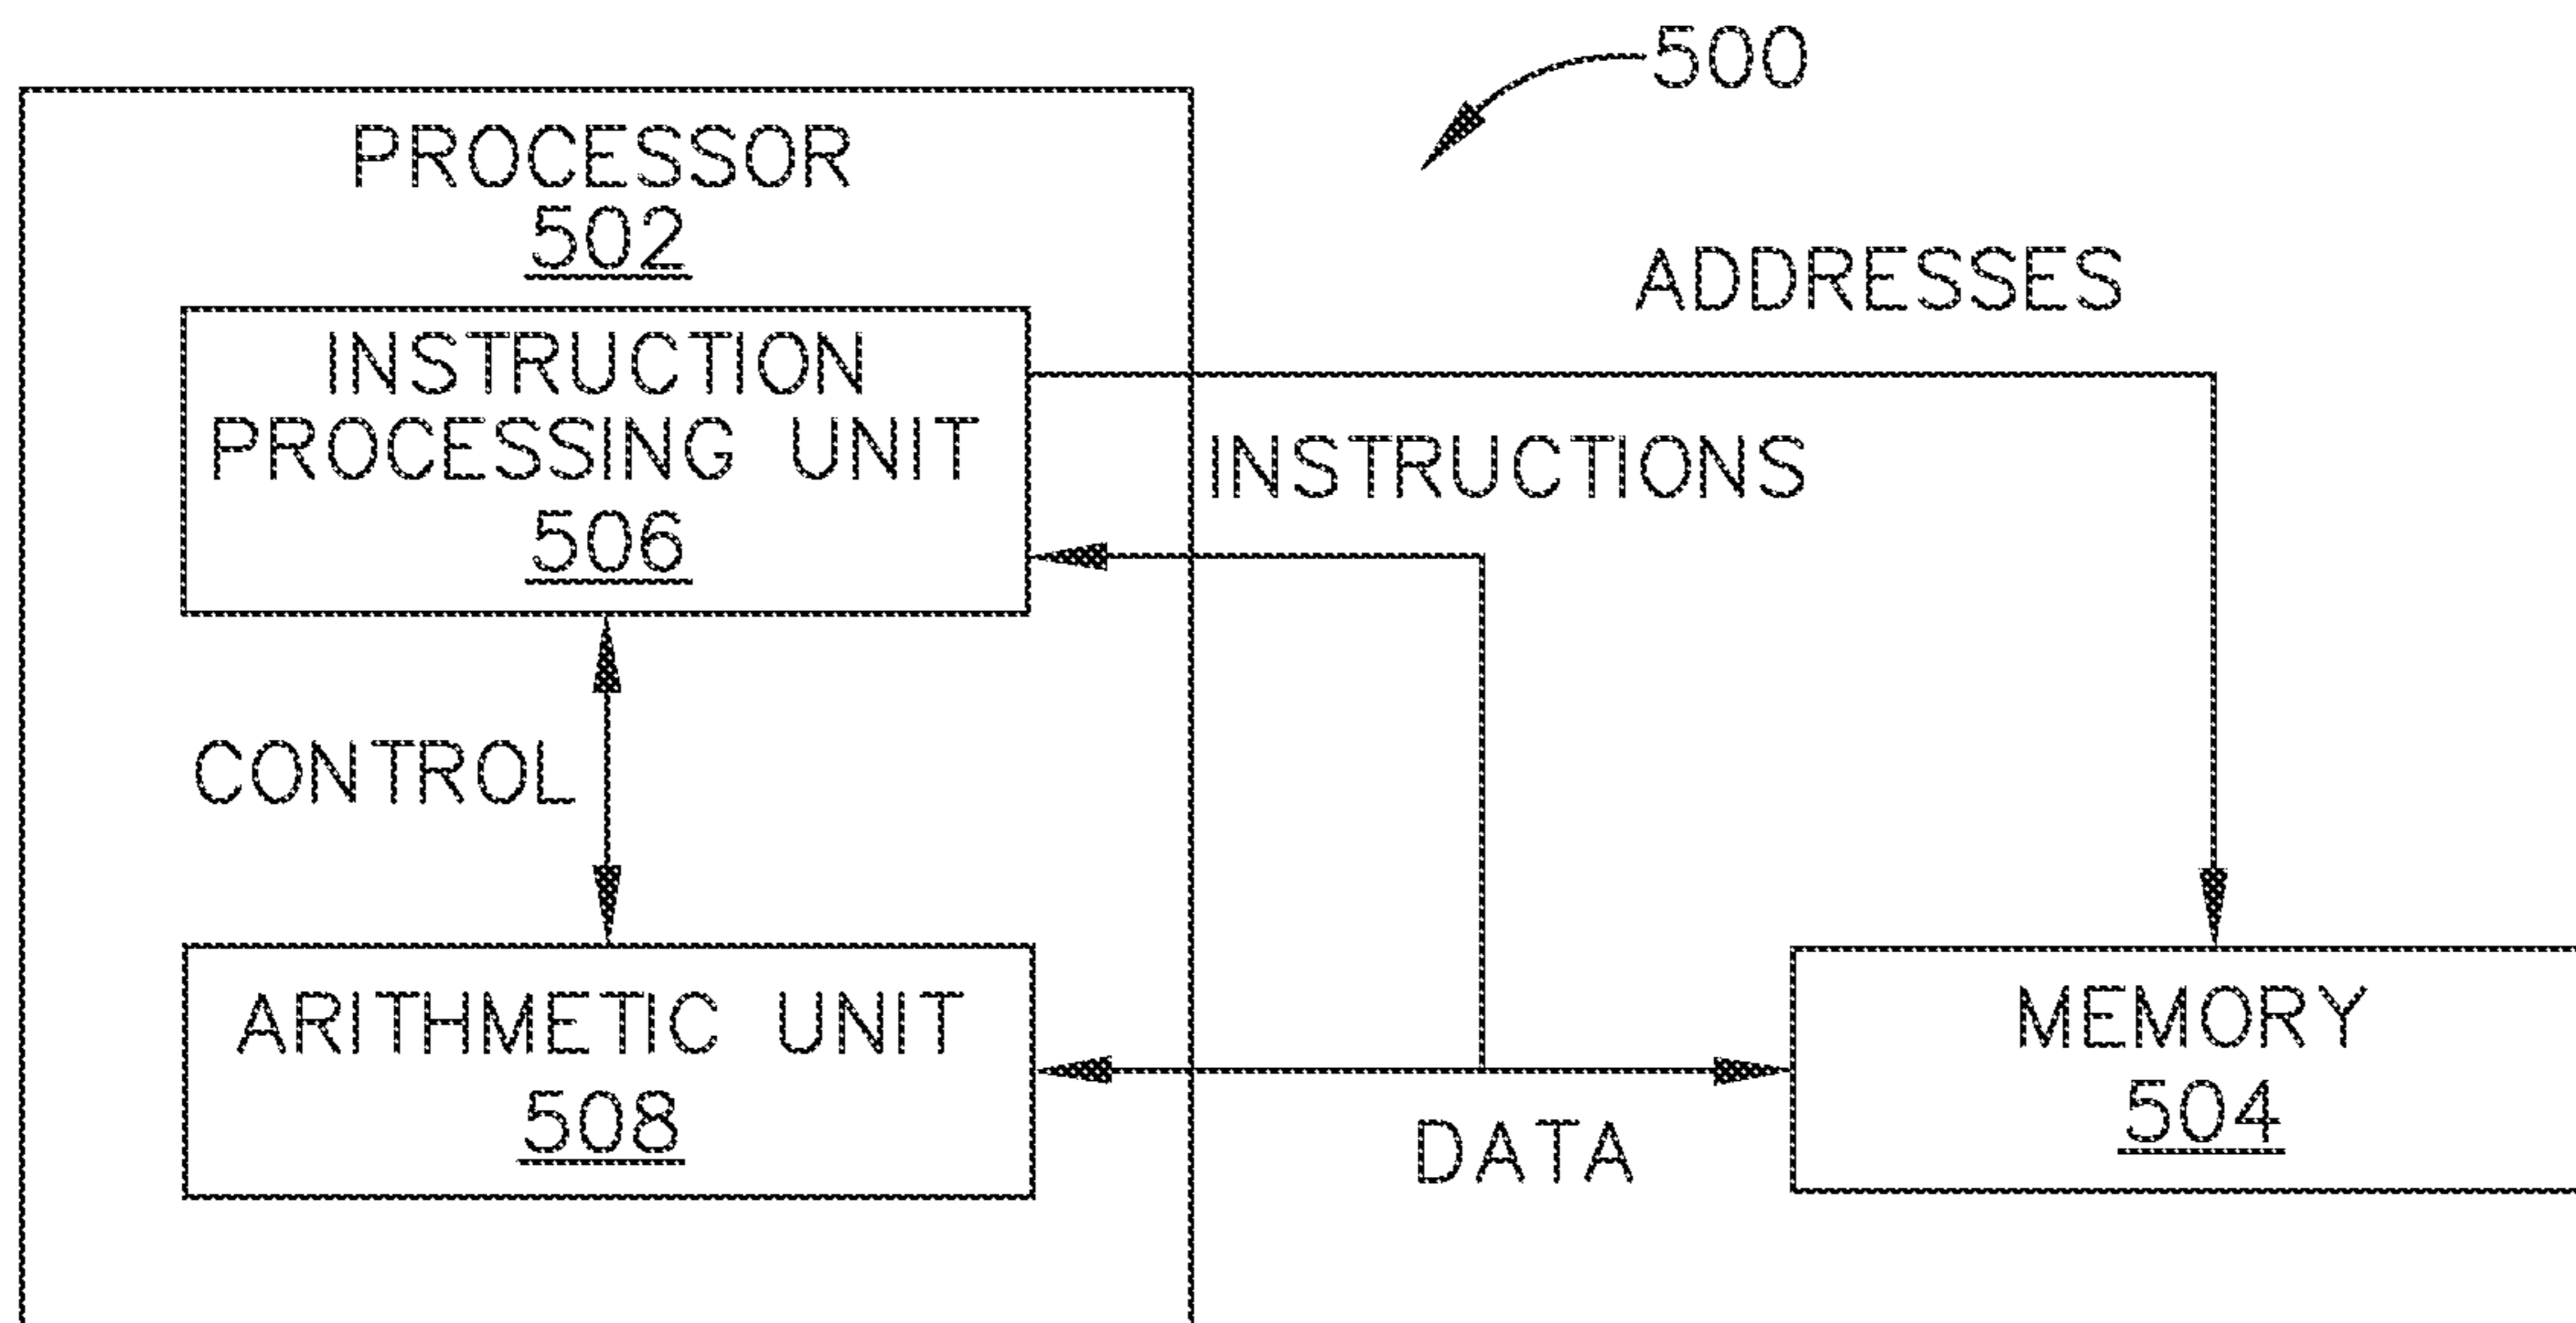 500
PROCESSOR
502
ADDRESSES
INSTRUCTION
PROCESSING UNIT
506
INSTRUCTIONS
CONTROL
ARITHMETIC UNIT
508
DATA
MEMORY
504